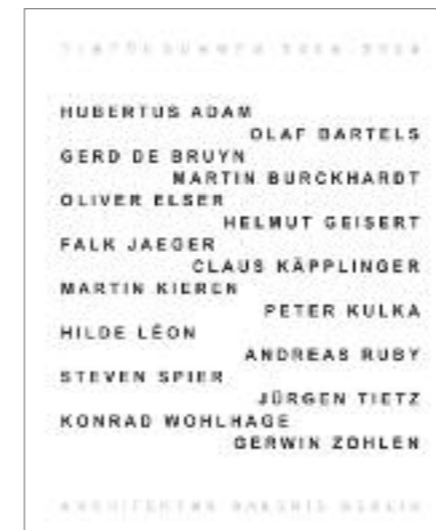 HUBERTUS ADAM
OLAF BARTELS
GERD DE BRUYN
MARTIN BURCKHARDT
OLIVER ELSER
HELMUT GEISERT
FALK JAEGER
CLAUS KÄPPLINGER
MARTIN KIEREN
PETER KULKA
HILDE LÉON
ANDREAS RUBY
STEVEN SPIER
JÜRGEN TIETZ
KONRAD WOHLHAGE
GERWIN ZOHLEN
BERLIN